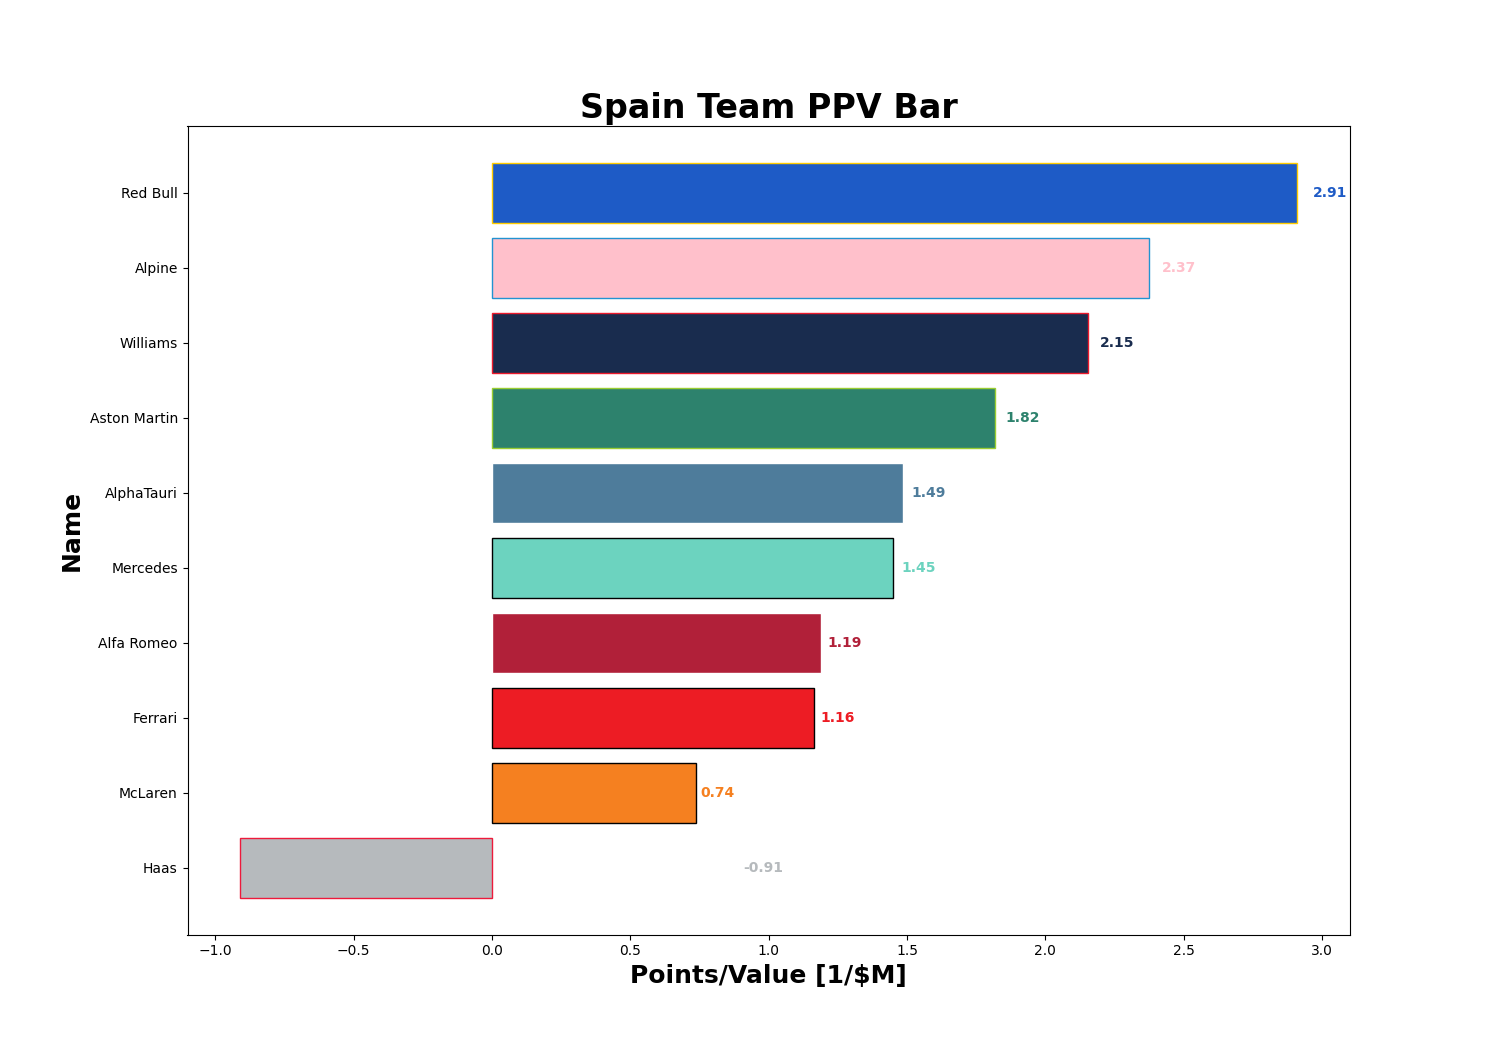 Spain Team PPV Bar
Name
Red Bull 2.91
Alpine 2.37
Williams 2.15
Aston Martin 1.82
AlphaTauri 1.49
Mercedes 1.45
Alfa Romeo 1.19
Ferrari 1.16
McLaren 0.74
Haas -0.91
−1.0 −0.5 0.0 0.5 1.0 1.5 2.0 2.5 3.0
Points/Value [1/$M]